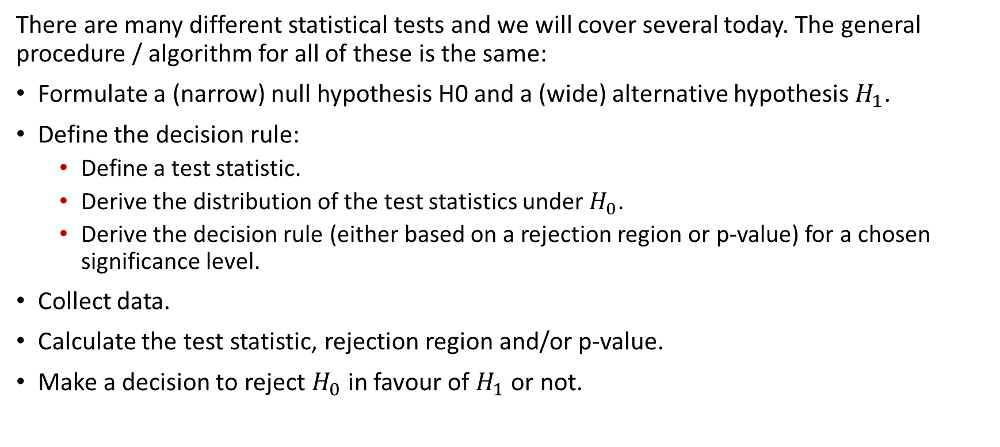 There are many different statistical tests and we will cover several today. The general
procedure / algorithm for all of these is the same:
• Formulate a (narrow) null hypothesis H0 and a (wide) alternative hypothesis H₁.
• Define the decision rule:
• Define a test statistic.
• Derive the distribution of the test statistics under H₀.
• Derive the decision rule (either based on a rejection region or p-value) for a chosen
significance level.
• Collect data.
• Calculate the test statistic, rejection region and/or p-value.
• Make a decision to reject H₀ in favour of H₁ or not.